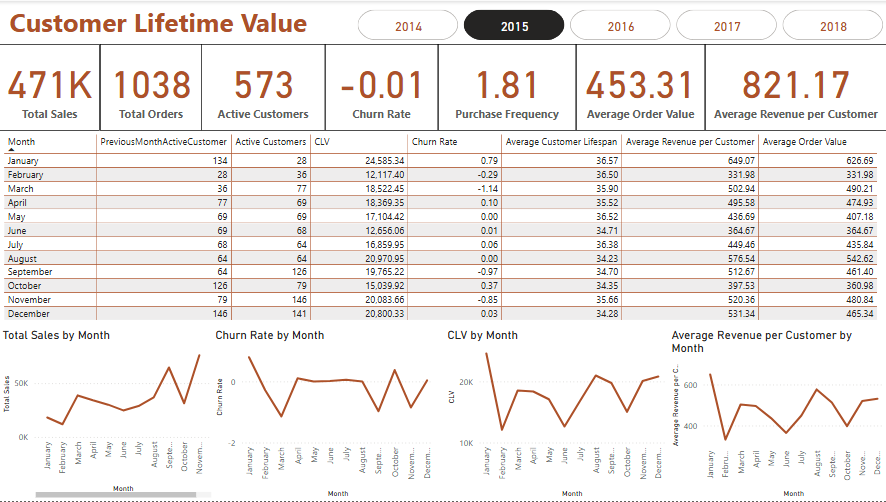 Customer Lifetime Value
2014 2015 2016 2017 2018
471K 1038 573 -0.01 1.81 453.31 821.17
Total Sales Total Orders Active Customers Churn Rate Purchase Frequency Average Order Value Average Revenue per Customer
Month PreviousMonthActiveCustomer Active Customers CLV Churn Rate Average Customer Lifespan Average Revenue per Customer Average Order Value
January 134 28 24,585.34 0.79 36.57 649.07 626.69
February 28 36 12,117.40 -0.29 36.50 331.98 331.98
March 36 77 18,522.45 -1.14 35.90 502.94 490.21
April 77 69 18,369.35 0.10 35.52 495.58 474.93
May 69 69 17,104.42 0.00 36.52 436.69 407.18
June 69 68 12,656.06 0.01 34.71 364.67 364.67
July 68 64 16,859.95 0.06 36.38 449.46 435.84
August 64 64 20,970.95 0.00 34.23 576.54 542.62
September 64 126 19,765.22 -0.97 34.70 512.67 461.40
October 126 79 15,039.92 0.37 34.35 397.53 360.98
November 79 146 20,083.66 -0.85 35.66 520.36 480.84
December 146 141 20,800.33 0.03 34.28 531.34 465.34
Total Sales by Month
Total Sales
50K
0K
January February March April May June July August Septe... October Novem...
Month
Churn Rate by Month
Churn Rate
0
-2
January February March April May June July August Septe... October Novem... Decem...
Month
CLV by Month
CLV
20K
10K
January February March April May June July August Septe... October Novem... Decem...
Month
Average Revenue per Customer by
Month
Average Revenue per C...
600
400
January Febru... March April May June July August Septe... October Nove... Dece...
Month